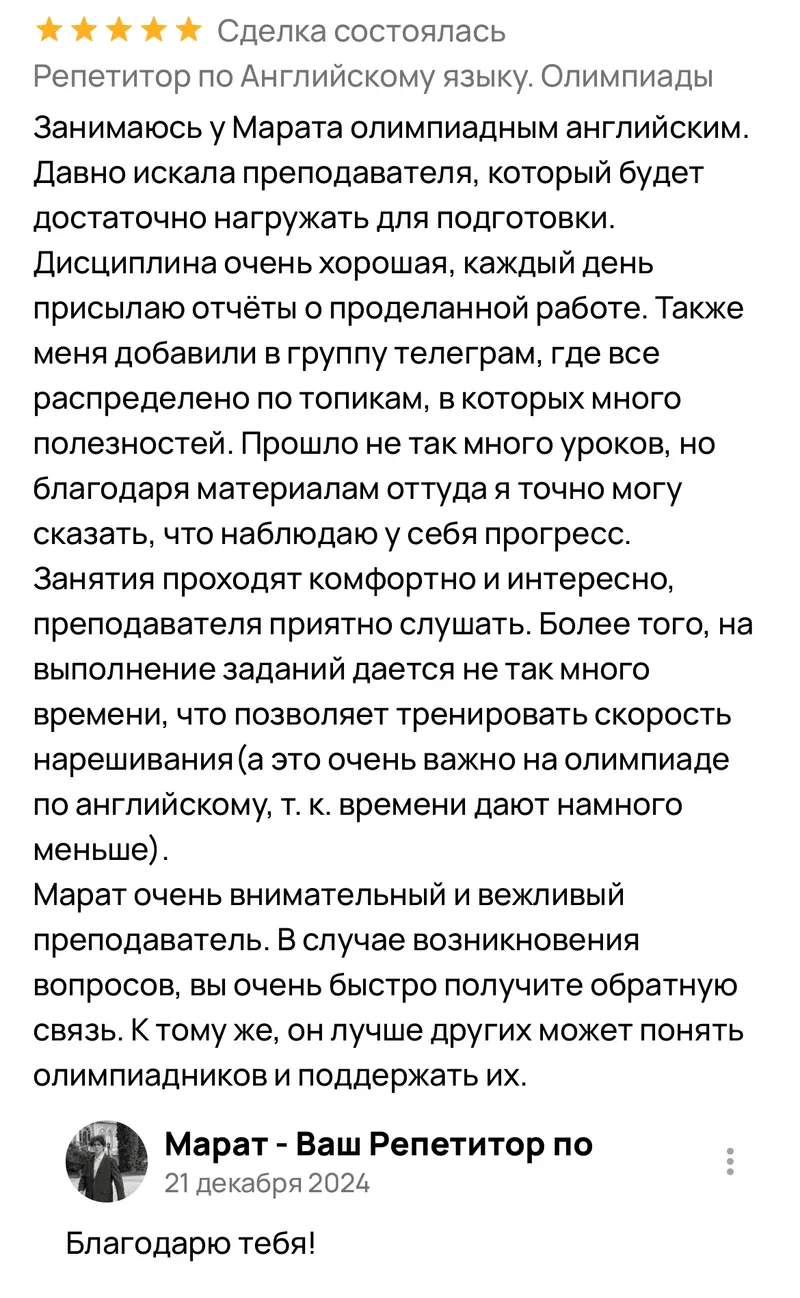 Сделка состоялась
Репетитор по Английскому языку. Олимпиады
Занимаюсь у Марата олимпиадным английским.
Давно искала преподавателя, который будет
достаточно нагружать для подготовки.
Дисциплина очень хорошая, каждый день
присылаю отчёты о проделанной работе. Также
меня добавили в группу телеграм, где все
распределено по топикам, в которых много
полезностей. Прошло не так много уроков, но
благодаря материалам оттуда я точно могу
сказать, что наблюдаю у себя прогресс.
Занятия проходят комфортно и интересно,
преподавателя приятно слушать. Более того, на
выполнение заданий дается не так много
времени, что позволяет тренировать скорость
нарешивания(а это очень важно на олимпиаде
по английскому, т. к. времени дают намного
меньше).
Марат очень внимательный и вежливый
преподаватель. В случае возникновения
вопросов, вы очень быстро получите обратную
связь. К тому же, он лучше других может понять
олимпиадников и поддержать их.
Марат - Ваш Репетитор по
21 декабря 2024
Благодарю тебя!